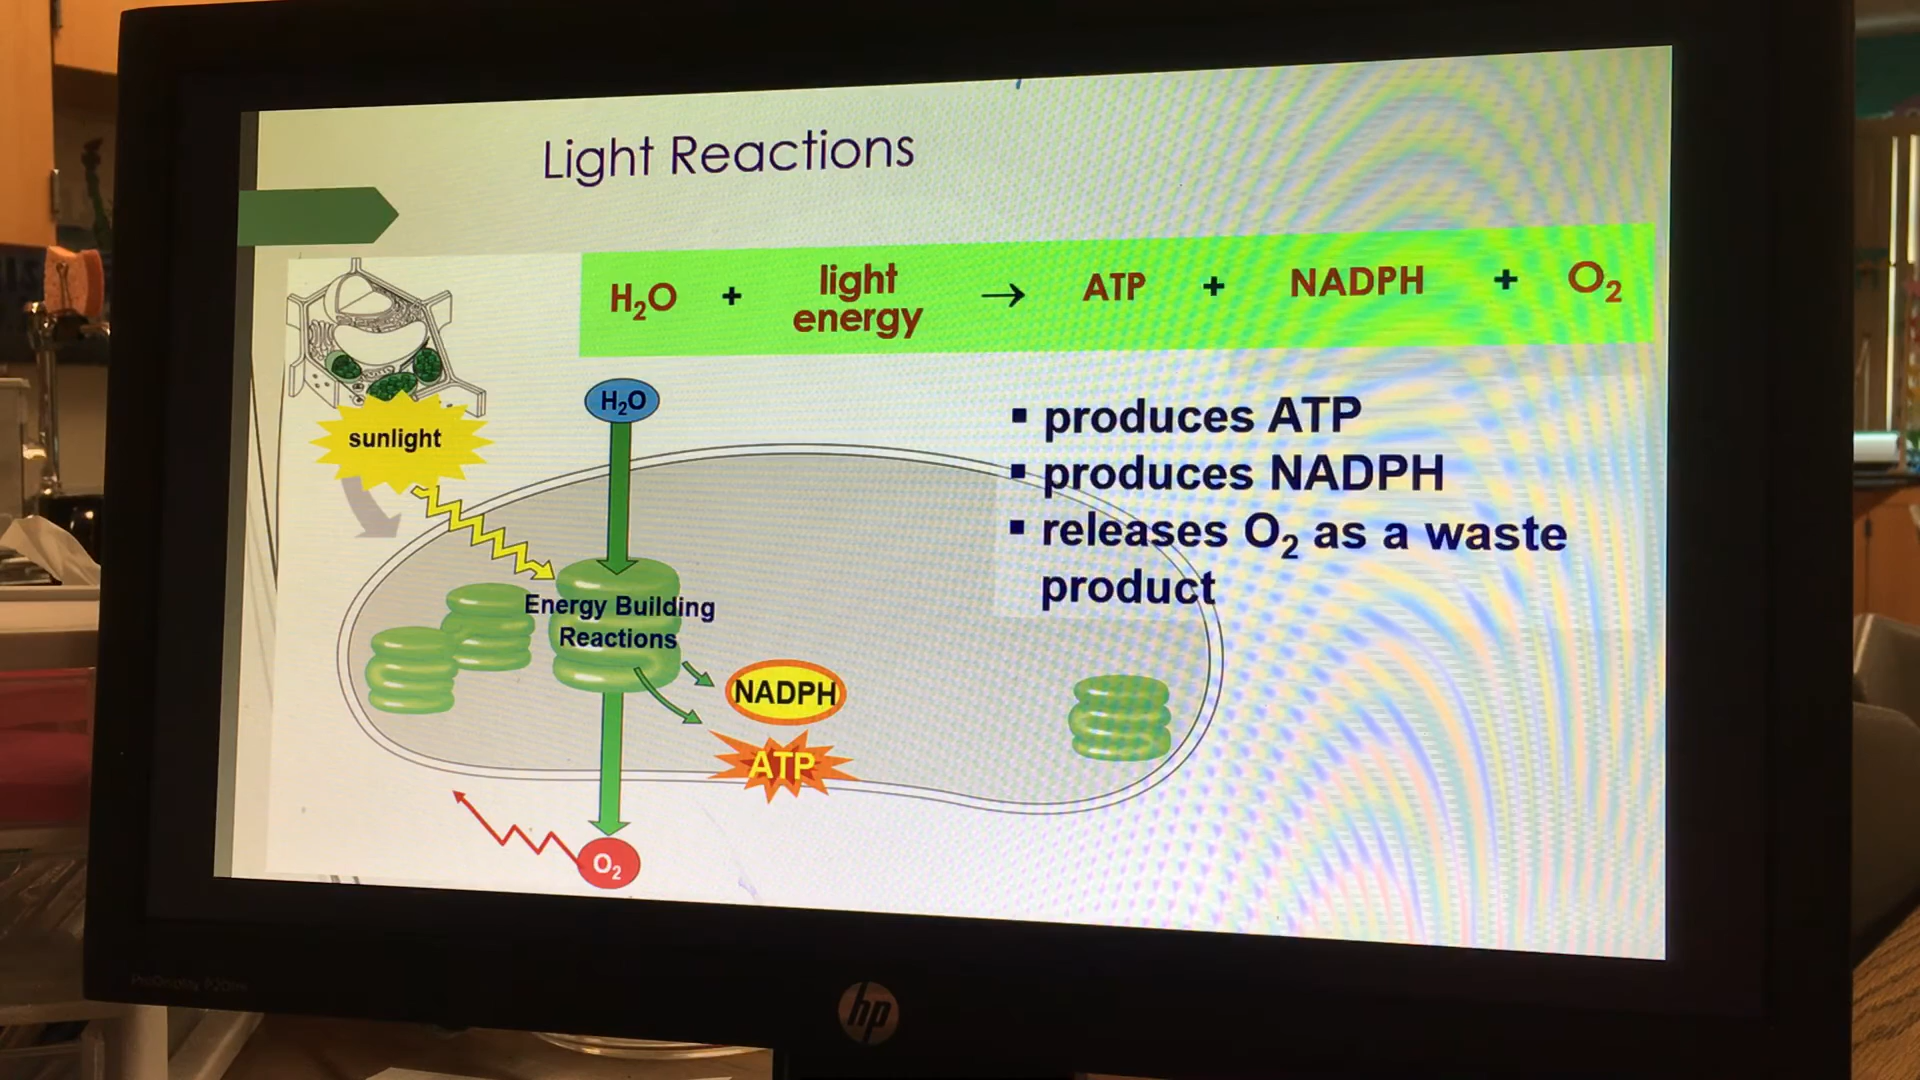 Light Reactions
H₂O + light energy → ATP + NADPH + O₂
sunlight
H₂O
▪ produces ATP
▪ produces NADPH
▪ releases O₂ as a waste
product
Energy Building
Reactions
NADPH
ATP
O₂
hp